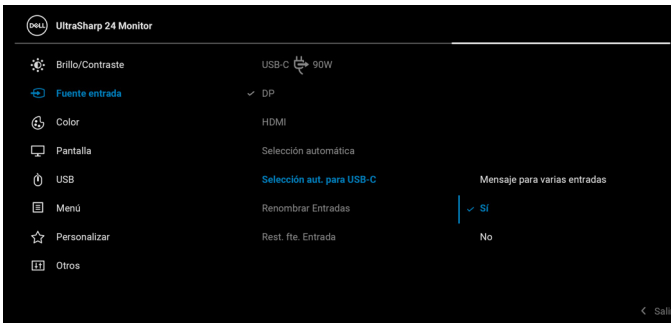 DELL UltraSharp 24 Monitor
Brillo/Contraste
USB-C 90W
Fuente entrada
DP
Color
HDMI
Pantalla
Selección automática
USB
Selección aut. para USB-C
Mensaje para varias entradas
Menú
Renombrar Entradas
Sí
Personalizar
Rest. fte. Entrada
No
Otros
Sali